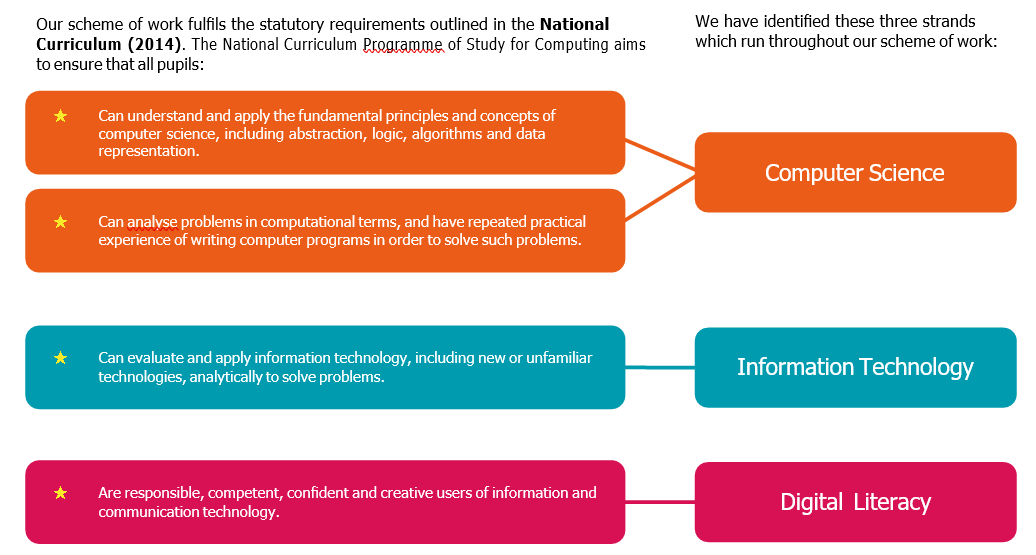 Our scheme of work fulfils the statutory requirements outlined in the National
Curriculum (2014). The National Curriculum Programme of Study for Computing aims
to ensure that all pupils:
We have identified these three strands
which run throughout our scheme of work:
Can understand and apply the fundamental principles and concepts of
computer science, including abstraction, logic, algorithms and data
representation.
Can analyse problems in computational terms, and have repeated practical
experience of writing computer programs in order to solve such problems.
Computer Science
Can evaluate and apply information technology, including new or unfamiliar
technologies, analytically to solve problems.
Information Technology
Are responsible, competent, confident and creative users of information and
communication technology.
Digital Literacy